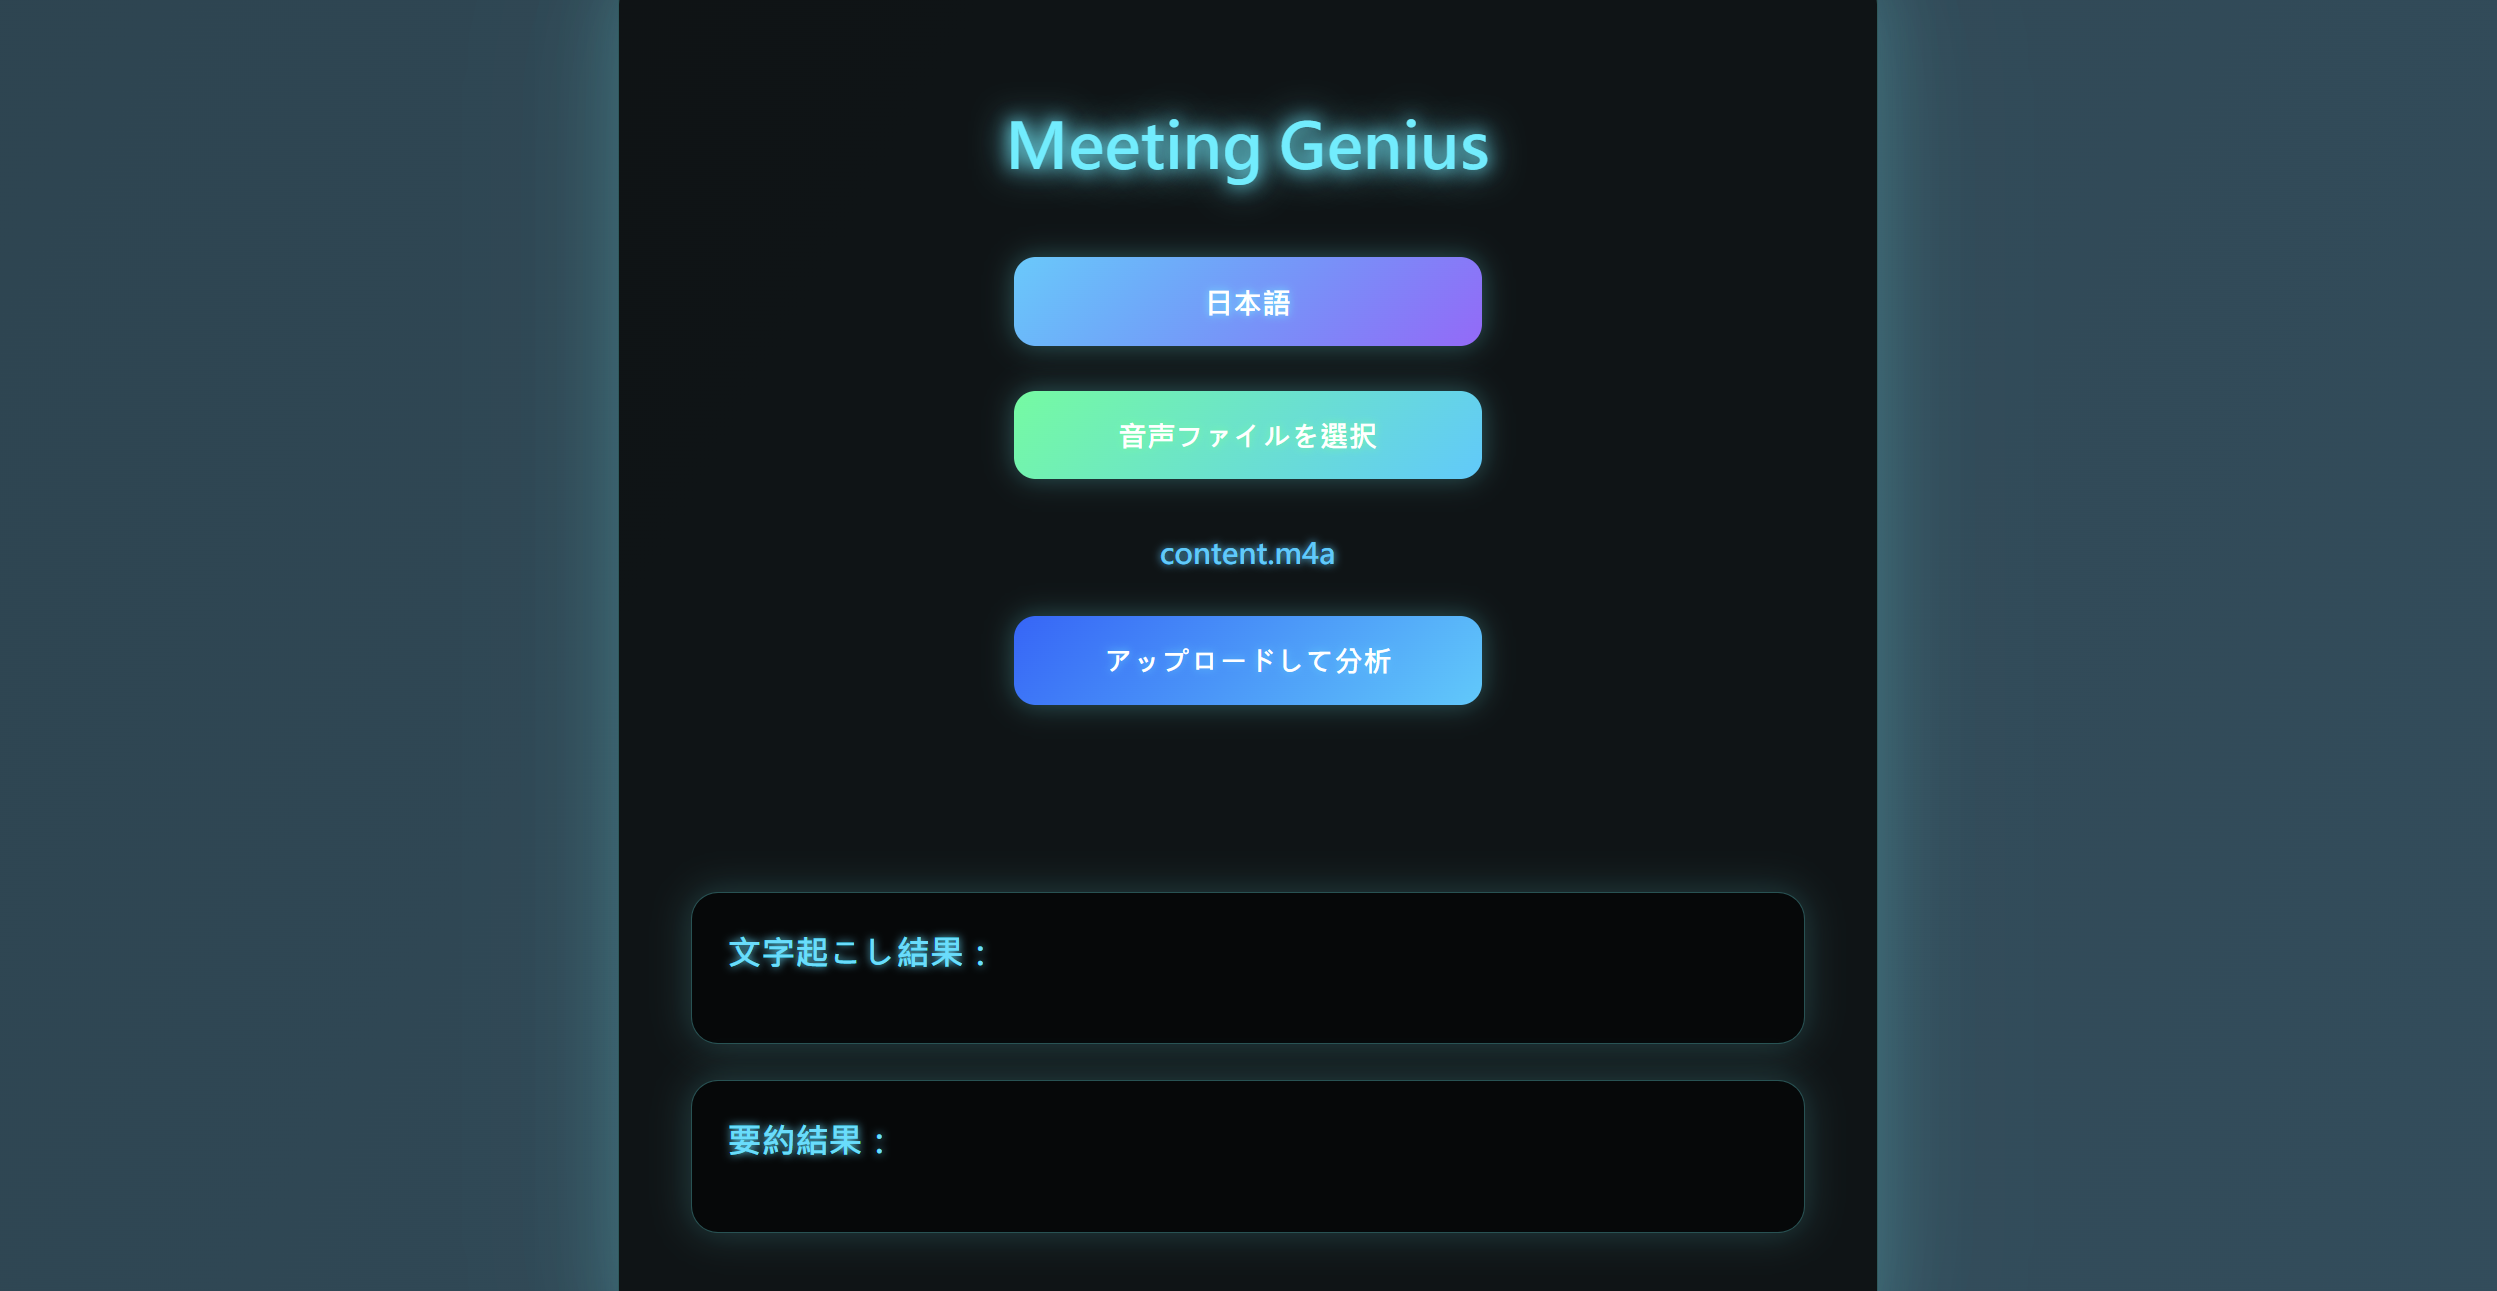 Meeting Genius
日本語
音声ファイルを選択
content.m4a
アップロードして分析
文字起こし結果：
要約結果：